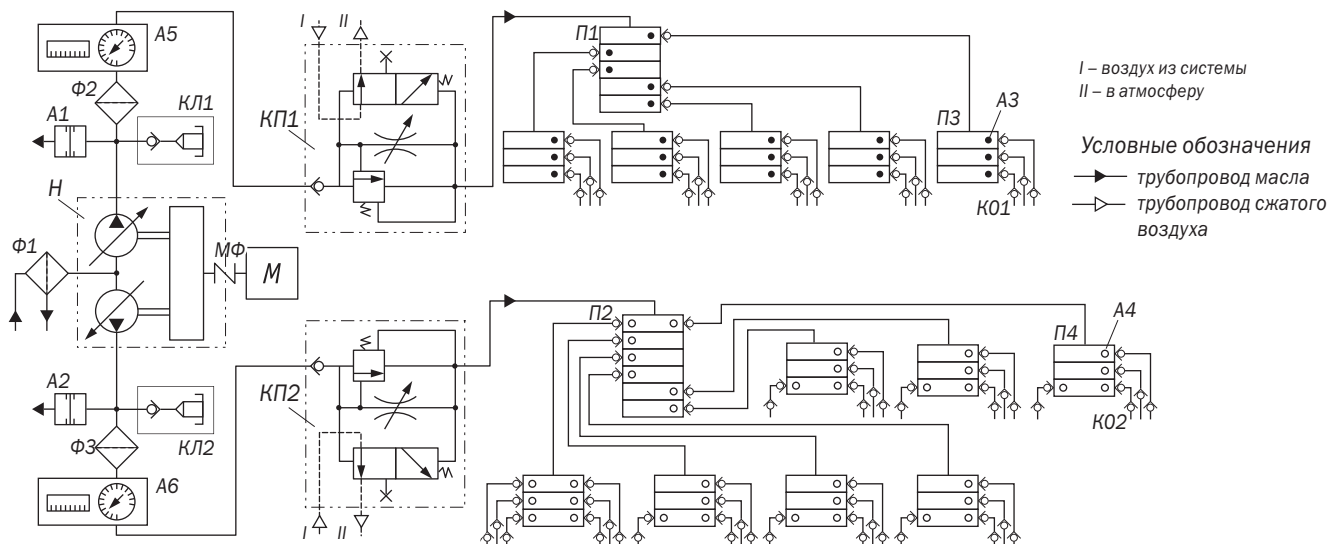 I
II
A5
П1
I – воздух из системы
II – в атмосферу
Ф2
А1
КЛ1
КП1
П3
А3
Условные обозначения
трубопровод масла
трубопровод сжатого
воздуха
Н
К01
Ф1
МФ
М
П2
П4
А4
А2
КП2
КЛ2
Ф3
К02
А6
I
II